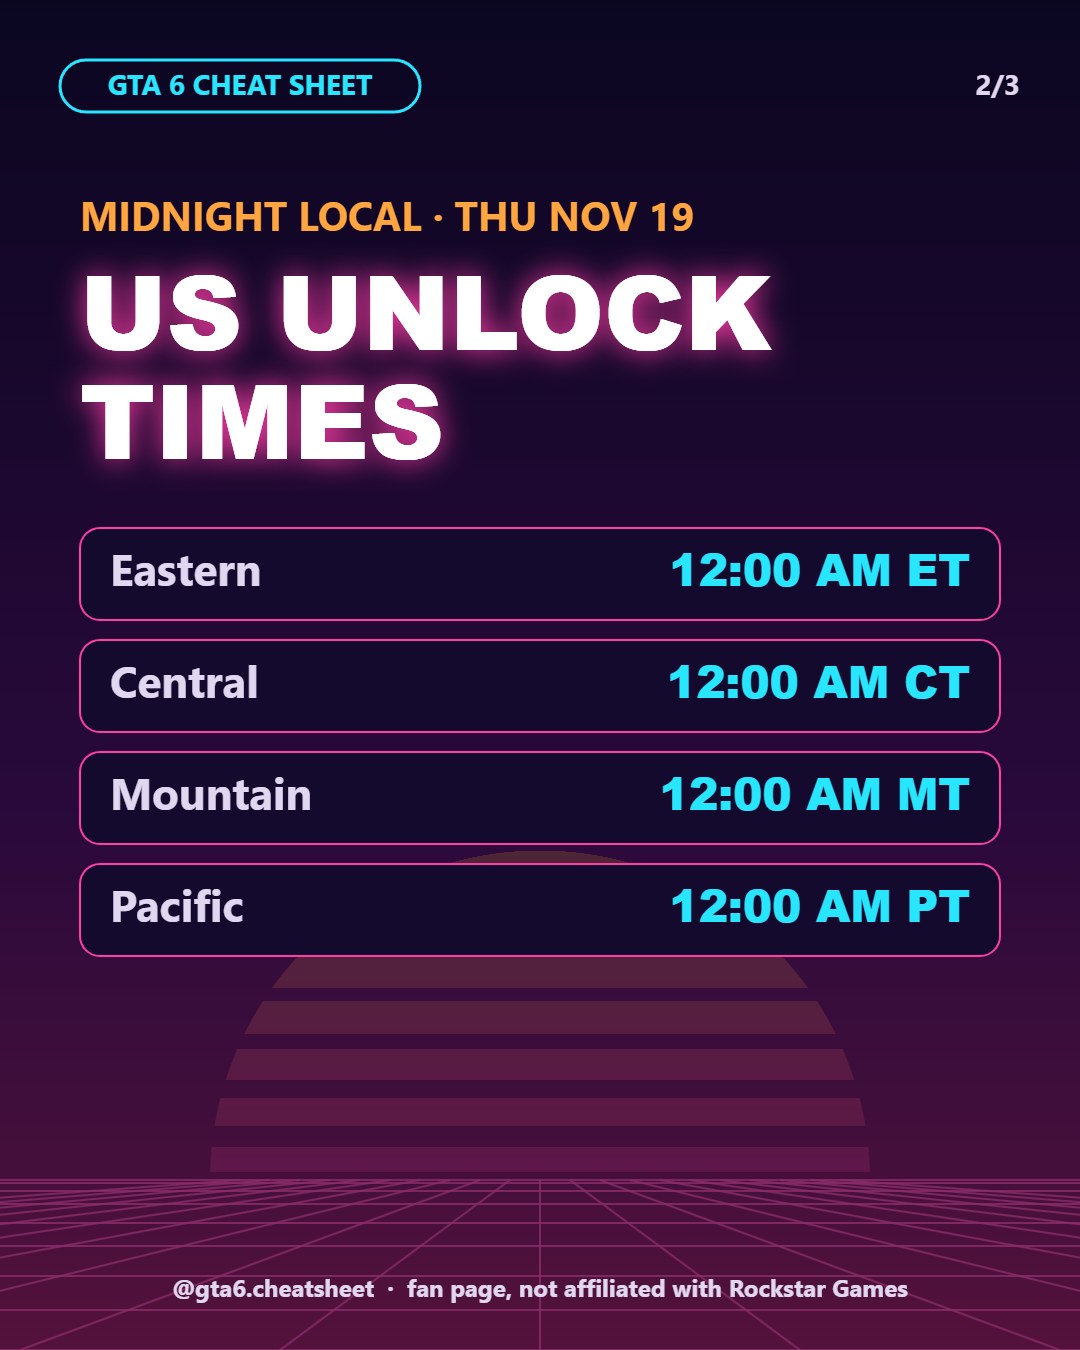 GTA 6 CHEAT SHEET
2/3
MIDNIGHT LOCAL · THU NOV 19
US UNLOCK
TIMES
Eastern 12:00 AM ET
Central 12:00 AM CT
Mountain 12:00 AM MT
Pacific 12:00 AM PT
@gta6.cheatsheet · fan page, not affiliated with Rockstar Games